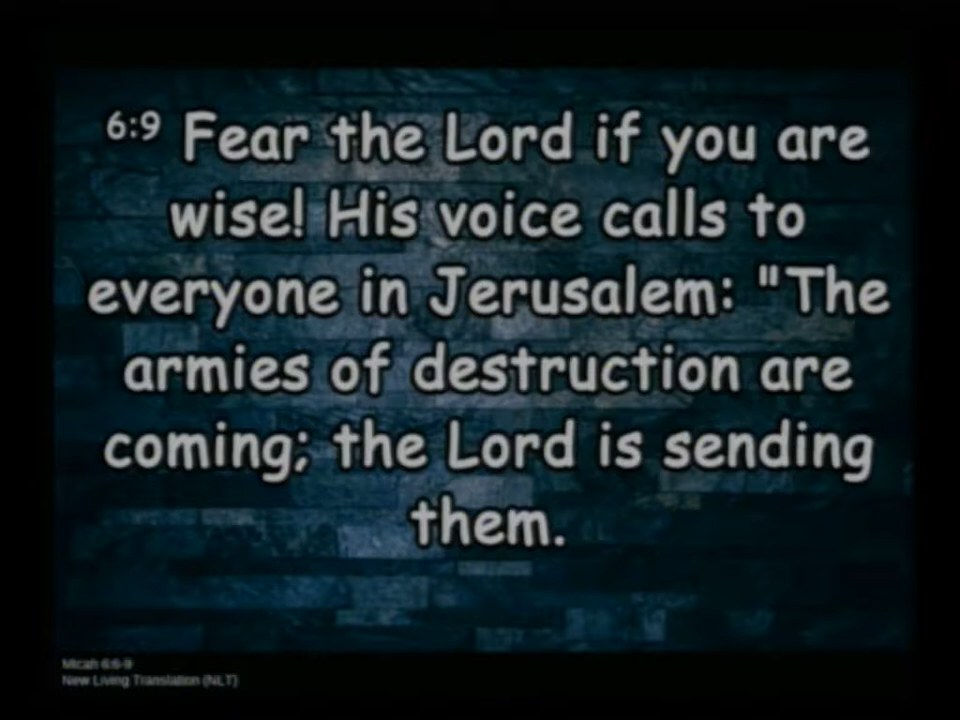 6:9 Fear the Lord if you are
wise! His voice calls to
everyone in Jerusalem: "The
armies of destruction are
coming; the Lord is sending
them.
Micah 6:6-9
New Living Translation (NLT)